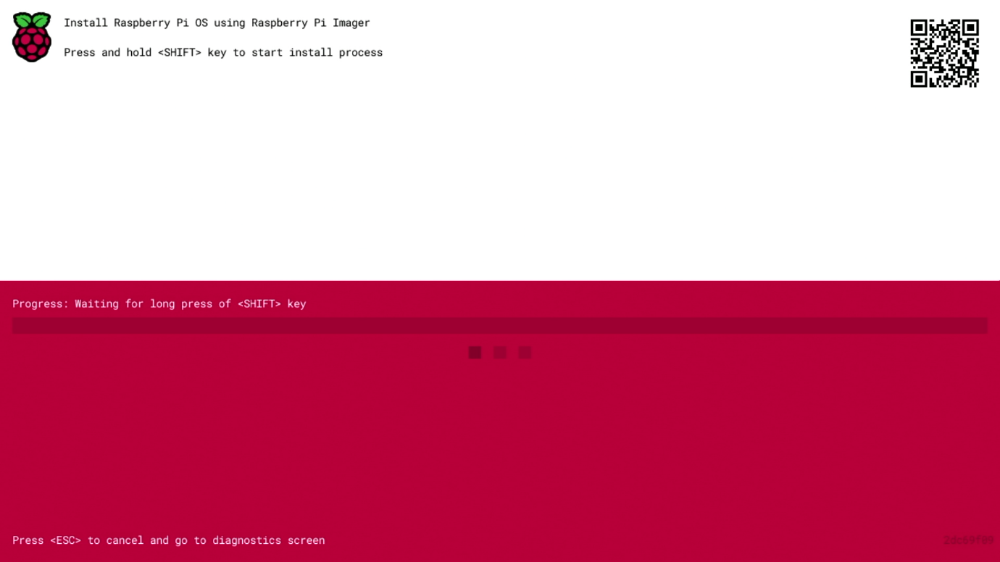 Install Raspberry Pi OS using Raspberry Pi Imager
Press and hold <SHIFT> key to start install process
Progress: Waiting for long press of <SHIFT> key
Press <ESC> to cancel and go to diagnostics screen